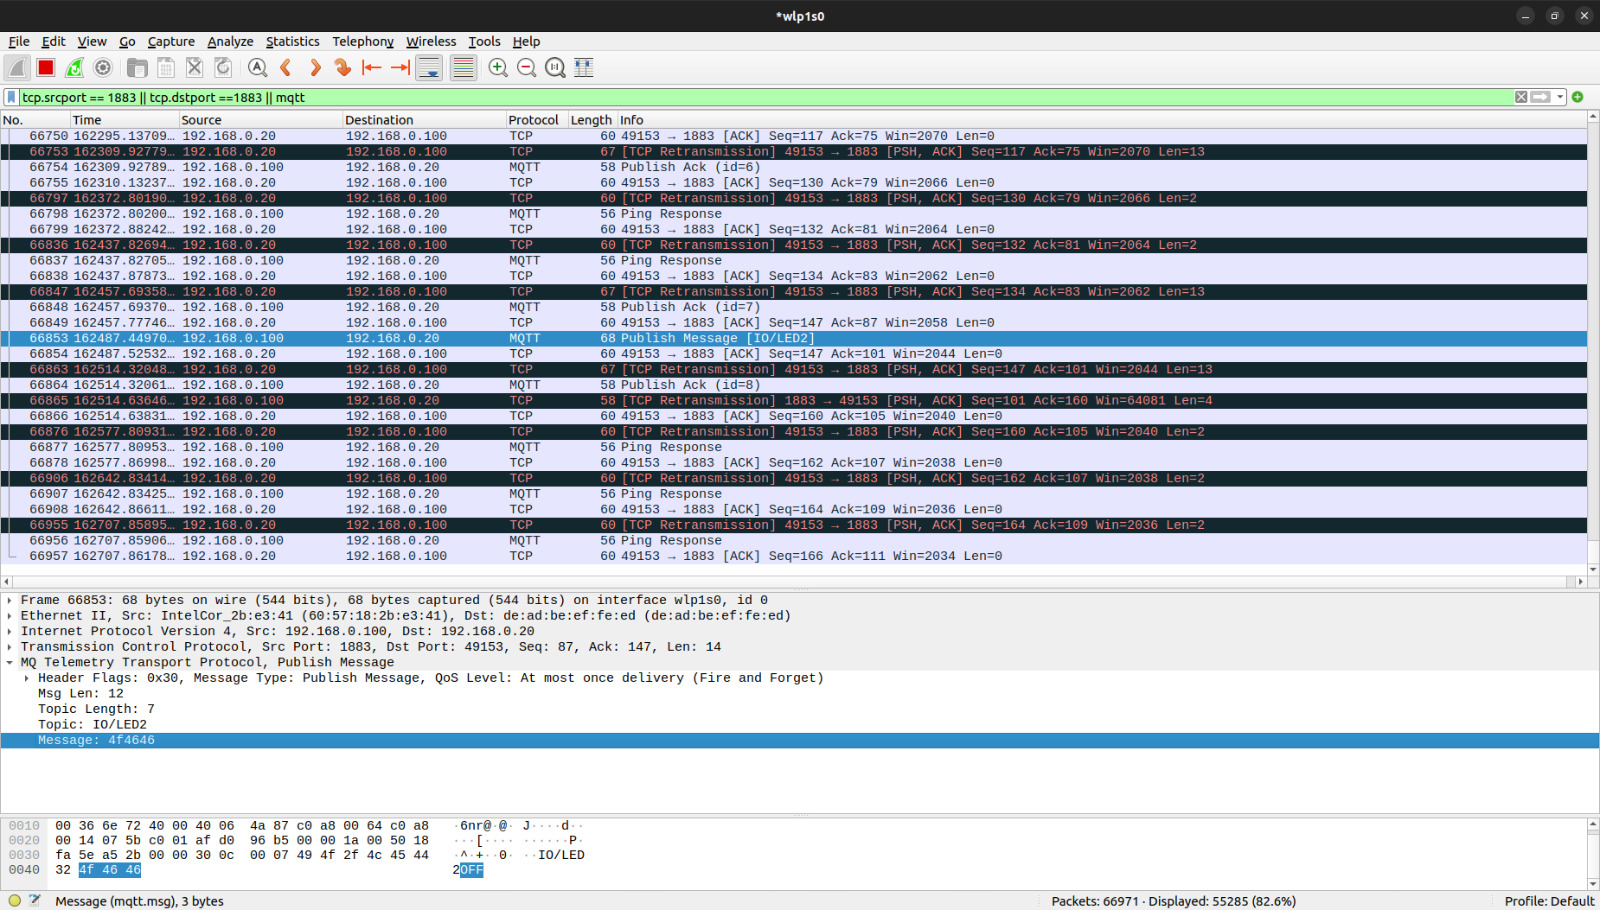 *wlp1s0
File Edit View Go Capture Analyze Statistics Telephony Wireless Tools Help
tcp.srcport == 1883 || tcp.dstport ==1883 || mqtt
No. Time Source Destination Protocol Length Info
66750 162295.13709… 192.168.0.20 192.168.0.100 TCP 60 49153 → 1883 [ACK] Seq=117 Ack=75 Win=2070 Len=0
66753 162309.92779… 192.168.0.20 192.168.0.100 TCP 67 [TCP Retransmission] 49153 → 1883 [PSH, ACK] Seq=117 Ack=75 Win=2070 Len=13
66754 162309.92789… 192.168.0.100 192.168.0.20 MQTT 58 Publish Ack (id=6)
66755 162310.13237… 192.168.0.20 192.168.0.100 TCP 60 49153 → 1883 [ACK] Seq=130 Ack=79 Win=2066 Len=0
66797 162372.80190… 192.168.0.20 192.168.0.100 TCP 60 [TCP Retransmission] 49153 → 1883 [PSH, ACK] Seq=130 Ack=79 Win=2066 Len=2
66798 162372.80200… 192.168.0.100 192.168.0.20 MQTT 56 Ping Response
66799 162372.88242… 192.168.0.20 192.168.0.100 TCP 60 49153 → 1883 [ACK] Seq=132 Ack=81 Win=2064 Len=0
66836 162437.82694… 192.168.0.20 192.168.0.100 TCP 60 [TCP Retransmission] 49153 → 1883 [PSH, ACK] Seq=132 Ack=81 Win=2064 Len=2
66837 162437.82705… 192.168.0.100 192.168.0.20 MQTT 56 Ping Response
66838 162437.87873… 192.168.0.20 192.168.0.100 TCP 60 49153 → 1883 [ACK] Seq=134 Ack=83 Win=2062 Len=0
66847 162457.69358… 192.168.0.20 192.168.0.100 TCP 67 [TCP Retransmission] 49153 → 1883 [PSH, ACK] Seq=134 Ack=83 Win=2062 Len=13
66848 162457.69370… 192.168.0.100 192.168.0.20 MQTT 58 Publish Ack (id=7)
66849 162457.77746… 192.168.0.20 192.168.0.100 TCP 60 49153 → 1883 [ACK] Seq=147 Ack=87 Win=2058 Len=0
66853 162487.44970… 192.168.0.100 192.168.0.20 MQTT 68 Publish Message [IO/LED2]
66854 162487.52532… 192.168.0.20 192.168.0.100 TCP 60 49153 → 1883 [ACK] Seq=147 Ack=101 Win=2044 Len=0
66863 162514.32048… 192.168.0.20 192.168.0.100 TCP 67 [TCP Retransmission] 49153 → 1883 [PSH, ACK] Seq=147 Ack=101 Win=2044 Len=13
66864 162514.32061… 192.168.0.100 192.168.0.20 MQTT 58 Publish Ack (id=8)
66865 162514.63646… 192.168.0.100 192.168.0.20 TCP 58 [TCP Retransmission] 1883 → 49153 [PSH, ACK] Seq=101 Ack=160 Win=64081 Len=4
66866 162514.63831… 192.168.0.20 192.168.0.100 TCP 60 49153 → 1883 [ACK] Seq=160 Ack=105 Win=2040 Len=0
66876 162577.80931… 192.168.0.20 192.168.0.100 TCP 60 [TCP Retransmission] 49153 → 1883 [PSH, ACK] Seq=160 Ack=105 Win=2040 Len=2
66877 162577.80953… 192.168.0.100 192.168.0.20 MQTT 56 Ping Response
66878 162577.86998… 192.168.0.20 192.168.0.100 TCP 60 49153 → 1883 [ACK] Seq=162 Ack=107 Win=2038 Len=0
66906 162642.83414… 192.168.0.20 192.168.0.100 TCP 60 [TCP Retransmission] 49153 → 1883 [PSH, ACK] Seq=162 Ack=107 Win=2038 Len=2
66907 162642.83425… 192.168.0.100 192.168.0.20 MQTT 56 Ping Response
66908 162642.86611… 192.168.0.20 192.168.0.100 TCP 60 49153 → 1883 [ACK] Seq=164 Ack=109 Win=2036 Len=0
66955 162707.85895… 192.168.0.20 192.168.0.100 TCP 60 [TCP Retransmission] 49153 → 1883 [PSH, ACK] Seq=164 Ack=109 Win=2036 Len=2
66956 162707.85906… 192.168.0.100 192.168.0.20 MQTT 56 Ping Response
66957 162707.86178… 192.168.0.20 192.168.0.100 TCP 60 49153 → 1883 [ACK] Seq=166 Ack=111 Win=2034 Len=0
Frame 66853: 68 bytes on wire (544 bits), 68 bytes captured (544 bits) on interface wlp1s0, id 0
Ethernet II, Src: IntelCor_2b:e3:41 (60:57:18:2b:e3:41), Dst: de:ad:be:ef:fe:ed (de:ad:be:ef:fe:ed)
Internet Protocol Version 4, Src: 192.168.0.100, Dst: 192.168.0.20
Transmission Control Protocol, Src Port: 1883, Dst Port: 49153, Seq: 87, Ack: 147, Len: 14
MQ Telemetry Transport Protocol, Publish Message
Header Flags: 0x30, Message Type: Publish Message, QoS Level: At most once delivery (Fire and Forget)
Msg Len: 12
Topic Length: 7
Topic: IO/LED2
Message: 4f4646
0010 00 36 6e 72 40 00 40 06 4a 87 c0 a8 00 64 c0 a8 ·6nr@·@· J····d··
0020 00 14 07 5b c0 01 af d0 96 b5 00 00 1a 00 50 18 ···[···· ······P·
0030 fa 5e a5 2b 00 00 30 0c 00 07 49 4f 2f 4c 45 44 ·^·+··0· ··IO/LED
0040 32 4f 46 46 2OFF
Message (mqtt.msg), 3 bytes Packets: 66971 · Displayed: 55285 (82.6%) Profile: Default